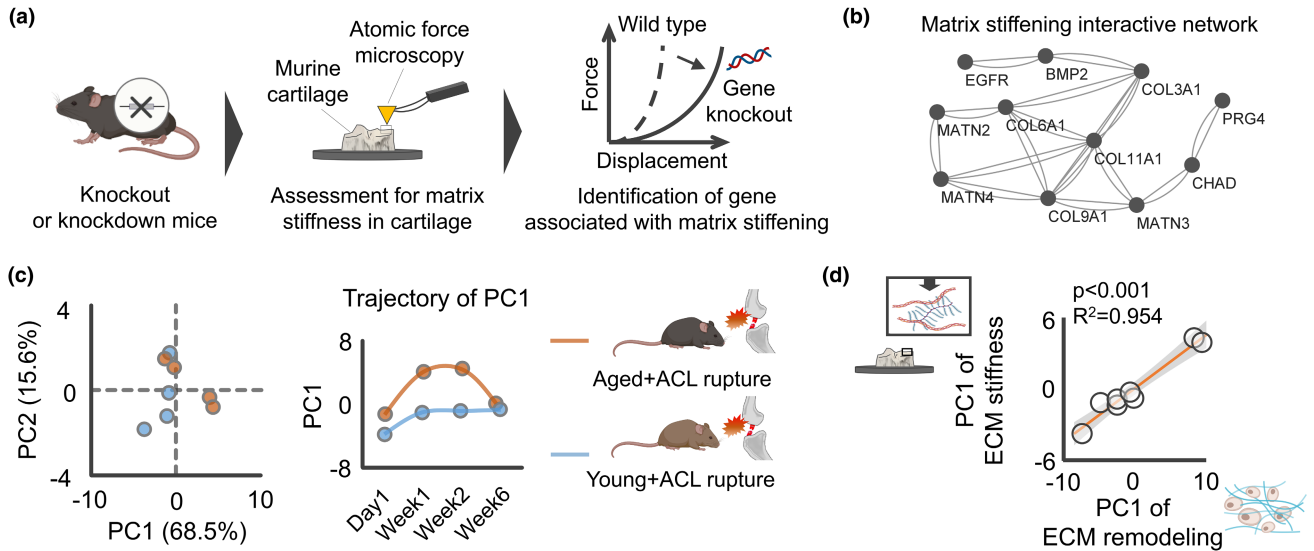 (a)
Knockout
or knockdown mice
Murine
cartilage
Atomic force
microscopy
Assessment for matrix
stiffness in cartilage
Force
Wild type
Gene
knockout
Displacement
Identification of gene
associated with matrix stiffening
(b)
Matrix stiffening interactive network
EGFR
BMP2
COL3A1
MATN2
COL6A1
PRG4
COL11A1
CHAD
MATN4
COL9A1
MATN3
(c)
PC2 (15.6%)
4
0
-4
-10
0
10
PC1 (68.5%)
Trajectory of PC1
PC1
8
0
-8
Day1
Week1
Week2
Week6
Aged+ACL rupture
Young+ACL rupture
(d)
p<0.001
R²=0.954
PC1 of
ECM stiffness
6
0
-6
-10
0
10
PC1 of
ECM remodeling